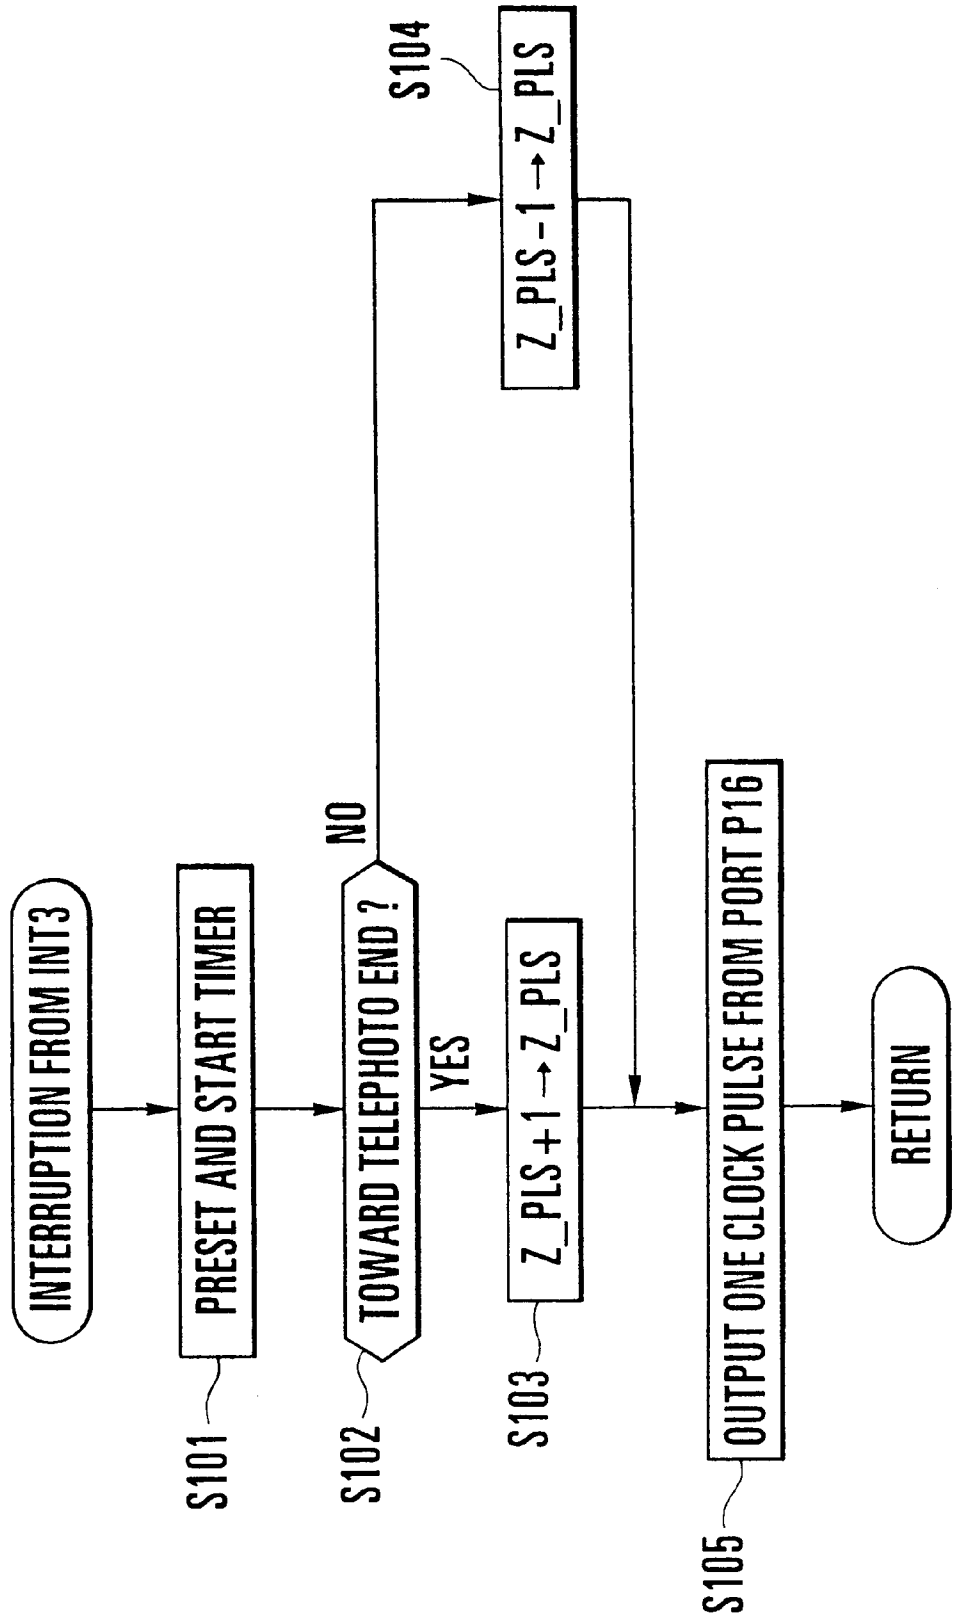 INTERRUPTION FROM INT3
S101
PRESET AND START TIMER
S102
TOWARD TELEPHOTO END ?
NO
YES
S103
Z_PLS + 1 → Z_PLS
S104
Z_PLS − 1 → Z_PLS
S105
OUTPUT ONE CLOCK PULSE FROM PORT P16
RETURN